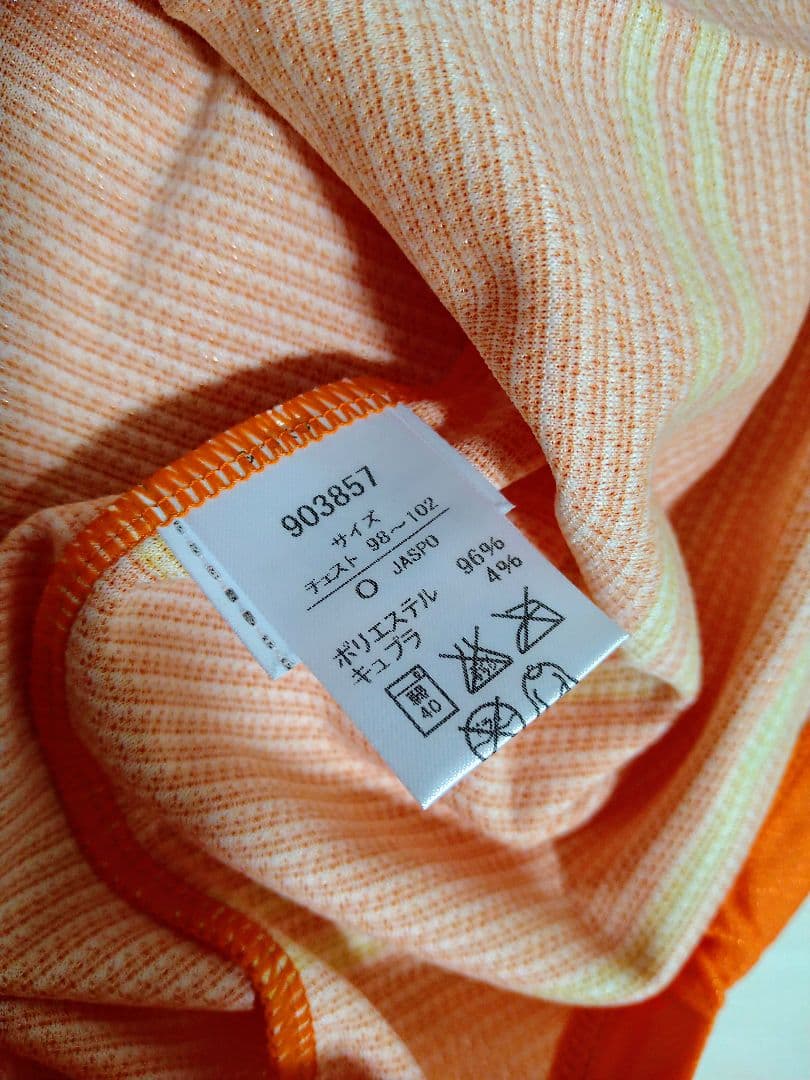 903857
サイズ
チェスト 98～102
O JASPO
ポリエステル 96%
キュプラ 4%
40